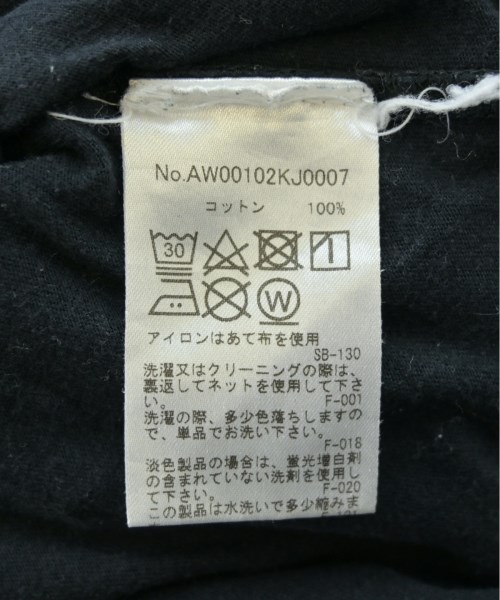 No.AW00102KJ0007
コットン 100%
30
W
アイロンはあて布を使用
SB-130
洗濯又はクリーニングの際は、
裏返してネットを使用して下さ
い。 F-001
洗濯の際、多少色落ちしますの
で、単品でお洗い下さい。
F-018
淡色製品の場合は、蛍光増白剤
の含まれていない洗剤を使用し
て下さい。 F-020
この製品は水洗いで多少縮みま